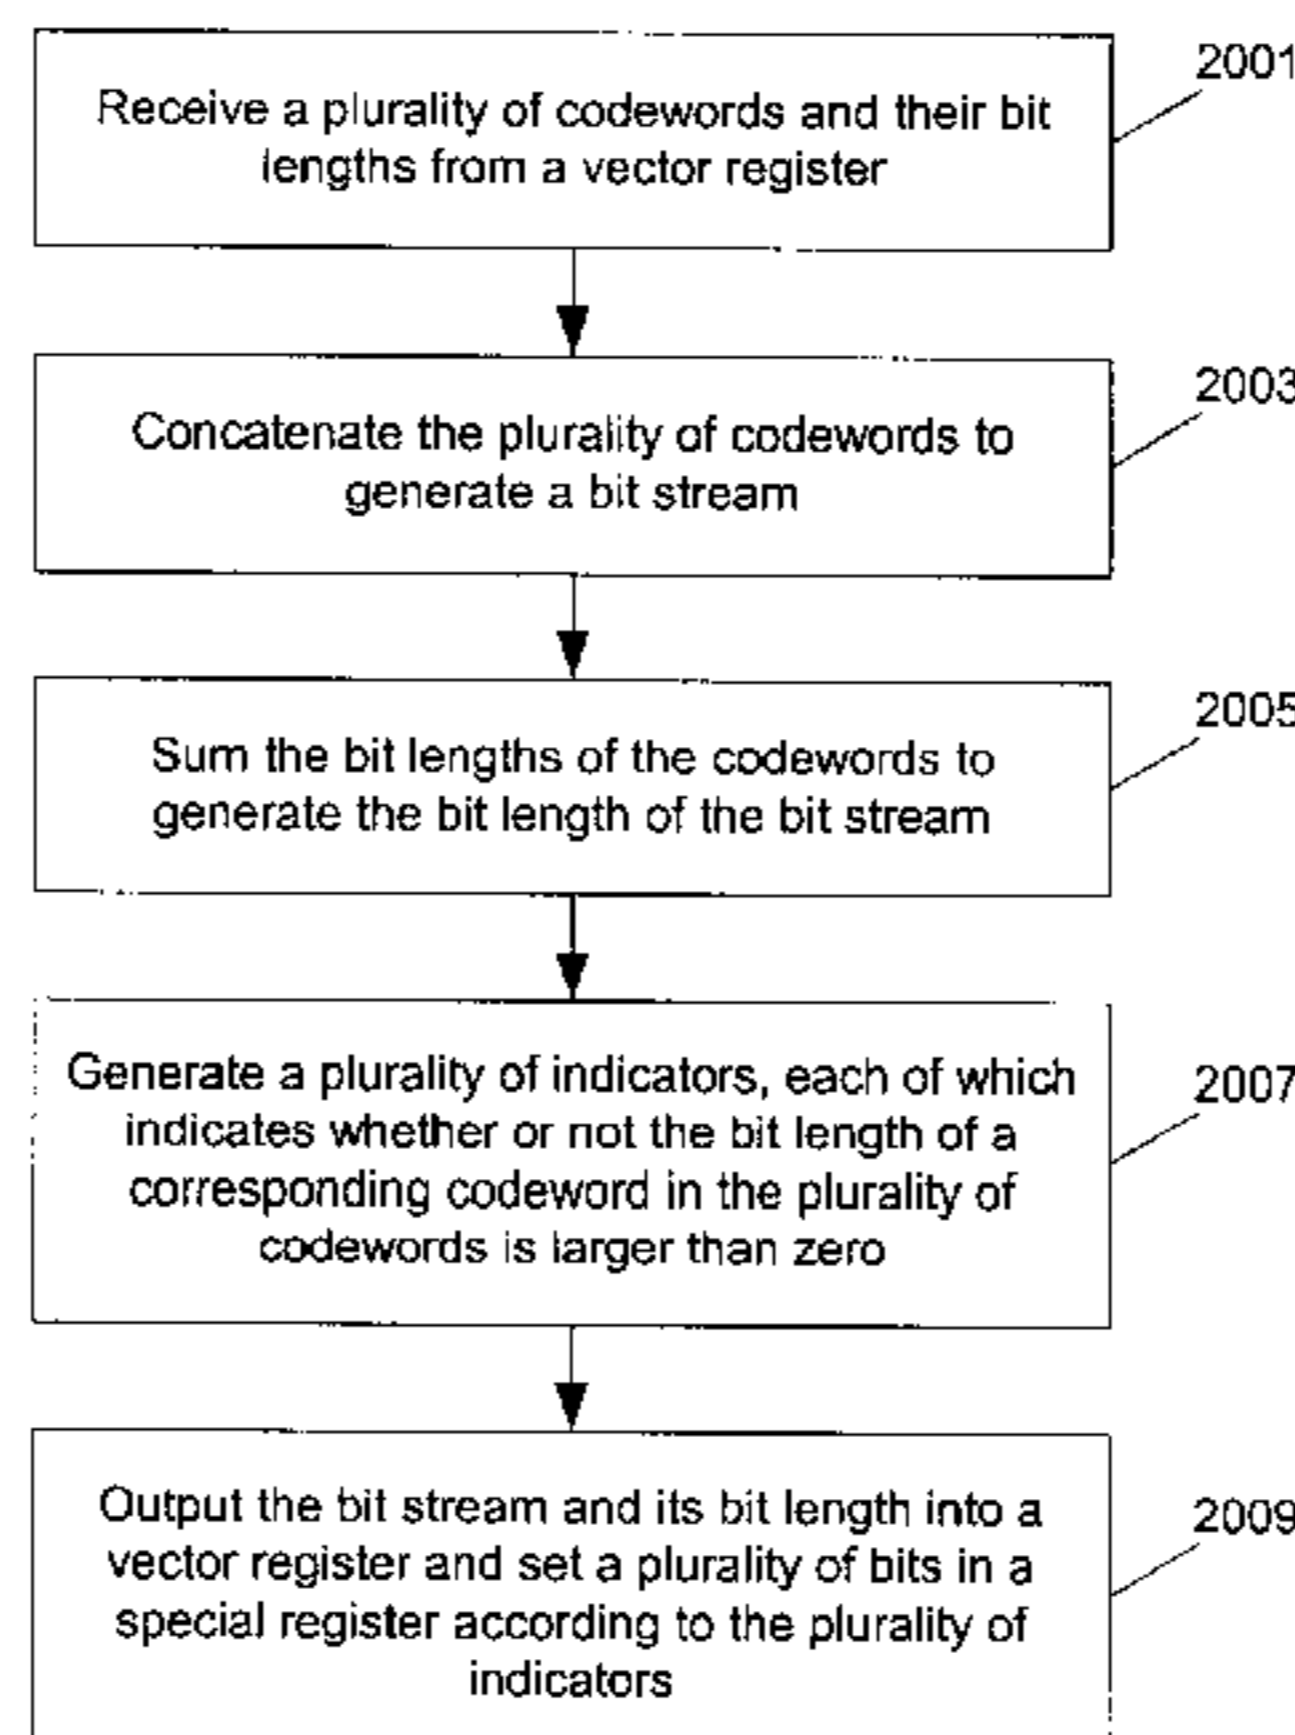 2001
Receive a plurality of codewords and their bit
lengths from a vector register
2003
Concatenate the plurality of codewords to
generate a bit stream
2005
Sum the bit lengths of the codewords to
generate the bit length of the bit stream
2007
Generate a plurality of indicators, each of which
indicates whether or not the bit length of a
corresponding codeword in the plurality of
codewords is larger than zero
2009
Output the bit stream and its bit length into a
vector register and set a plurality of bits in a
special register according to the plurality of
indicators